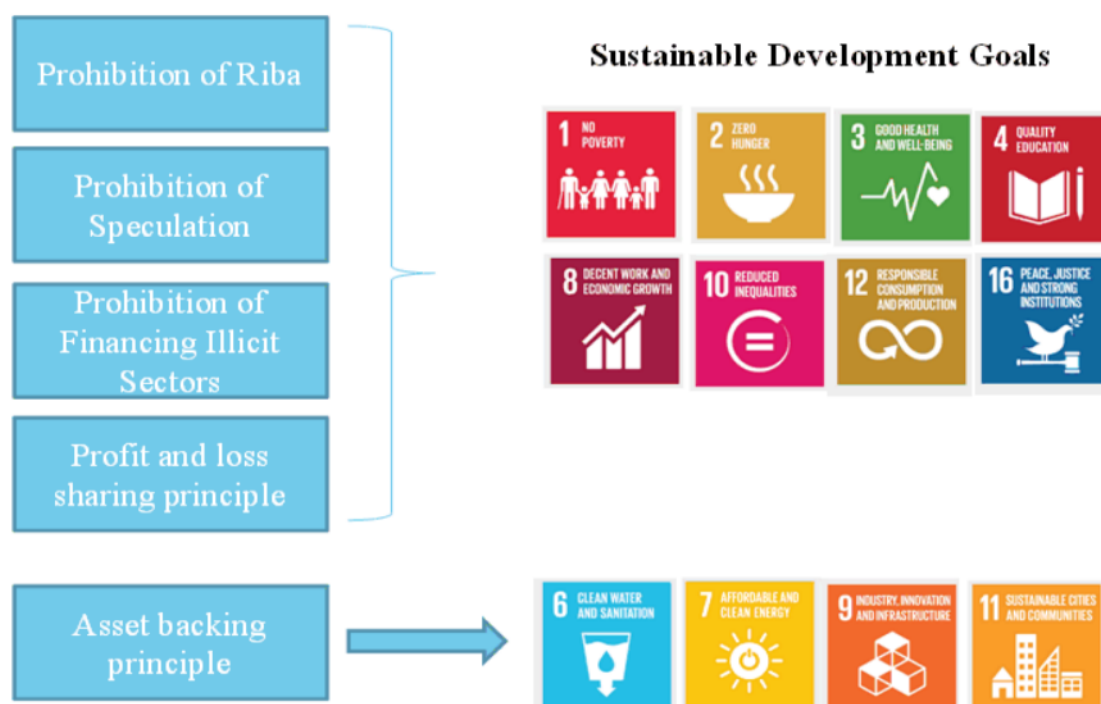 Prohibition of Riba
Prohibition of
Speculation
Prohibition of
Financing Illicit
Sectors
Profit and loss
sharing principle
Asset backing
principle
Sustainable Development Goals
1 NO
POVERTY
2 ZERO
HUNGER
3 GOOD HEALTH
AND WELL-BEING
4 QUALITY
EDUCATION
8 DECENT WORK AND
ECONOMIC GROWTH
10 REDUCED
INEQUALITIES
12 RESPONSIBLE
CONSUMPTION
AND PRODUCTION
16 PEACE, JUSTICE
AND STRONG
INSTITUTIONS
6 CLEAN WATER
AND SANITATION
7 AFFORDABLE AND
CLEAN ENERGY
9 INDUSTRY, INNOVATION
AND INFRASTRUCTURE
11 SUSTAINABLE CITIES
AND COMMUNITIES